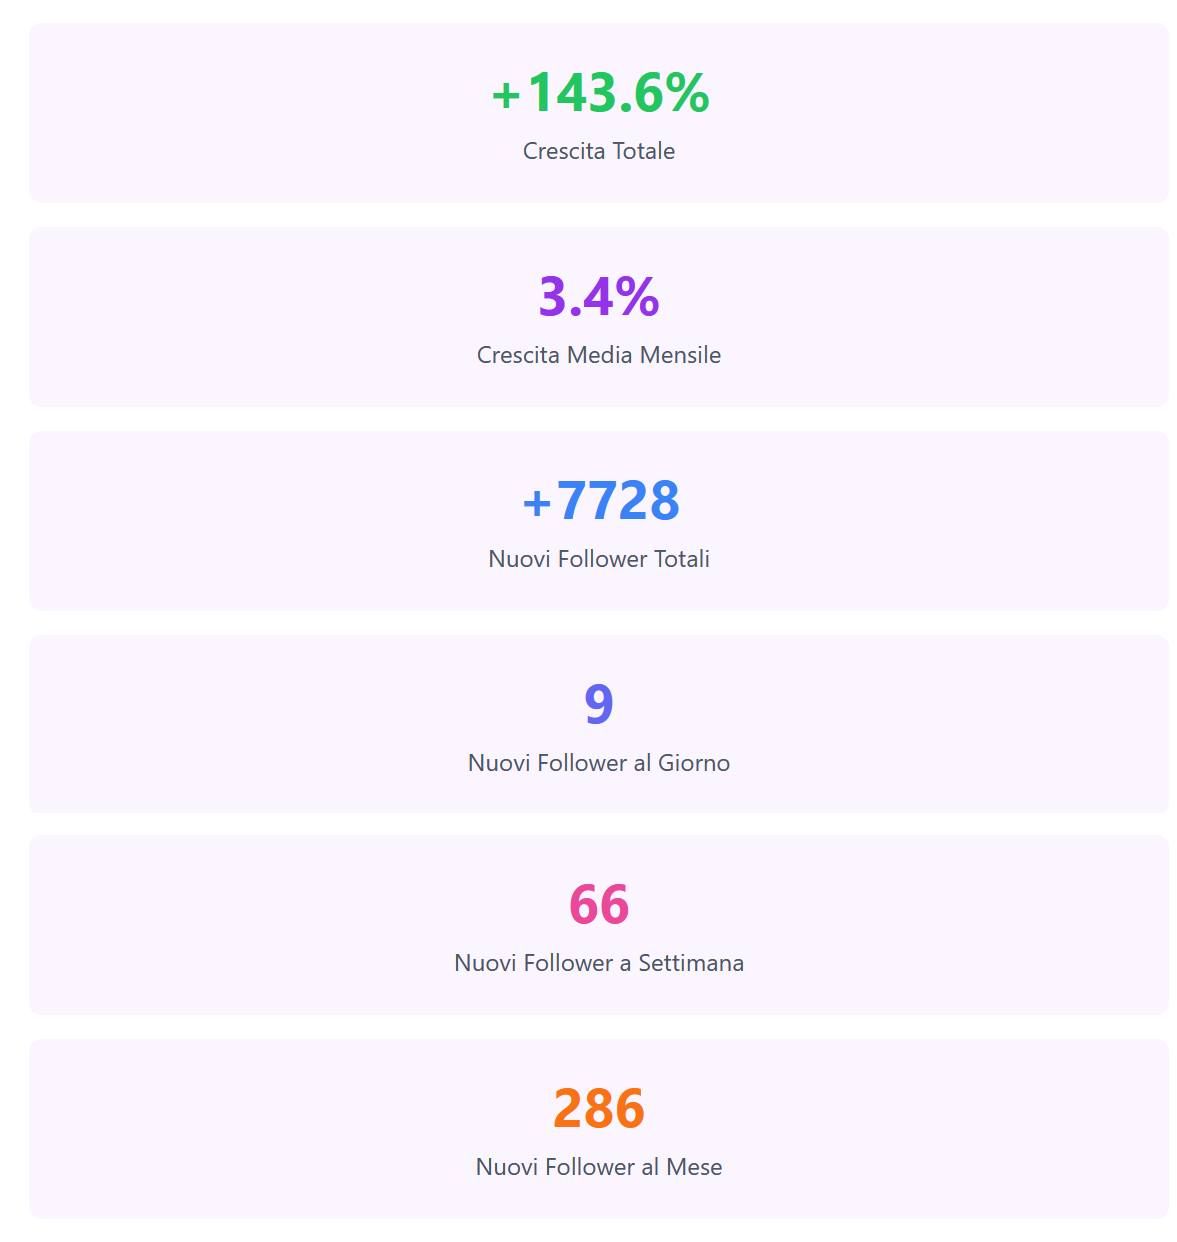 +143.6%
Crescita Totale
3.4%
Crescita Media Mensile
+7728
Nuovi Follower Totali
9
Nuovi Follower al Giorno
66
Nuovi Follower a Settimana
286
Nuovi Follower al Mese